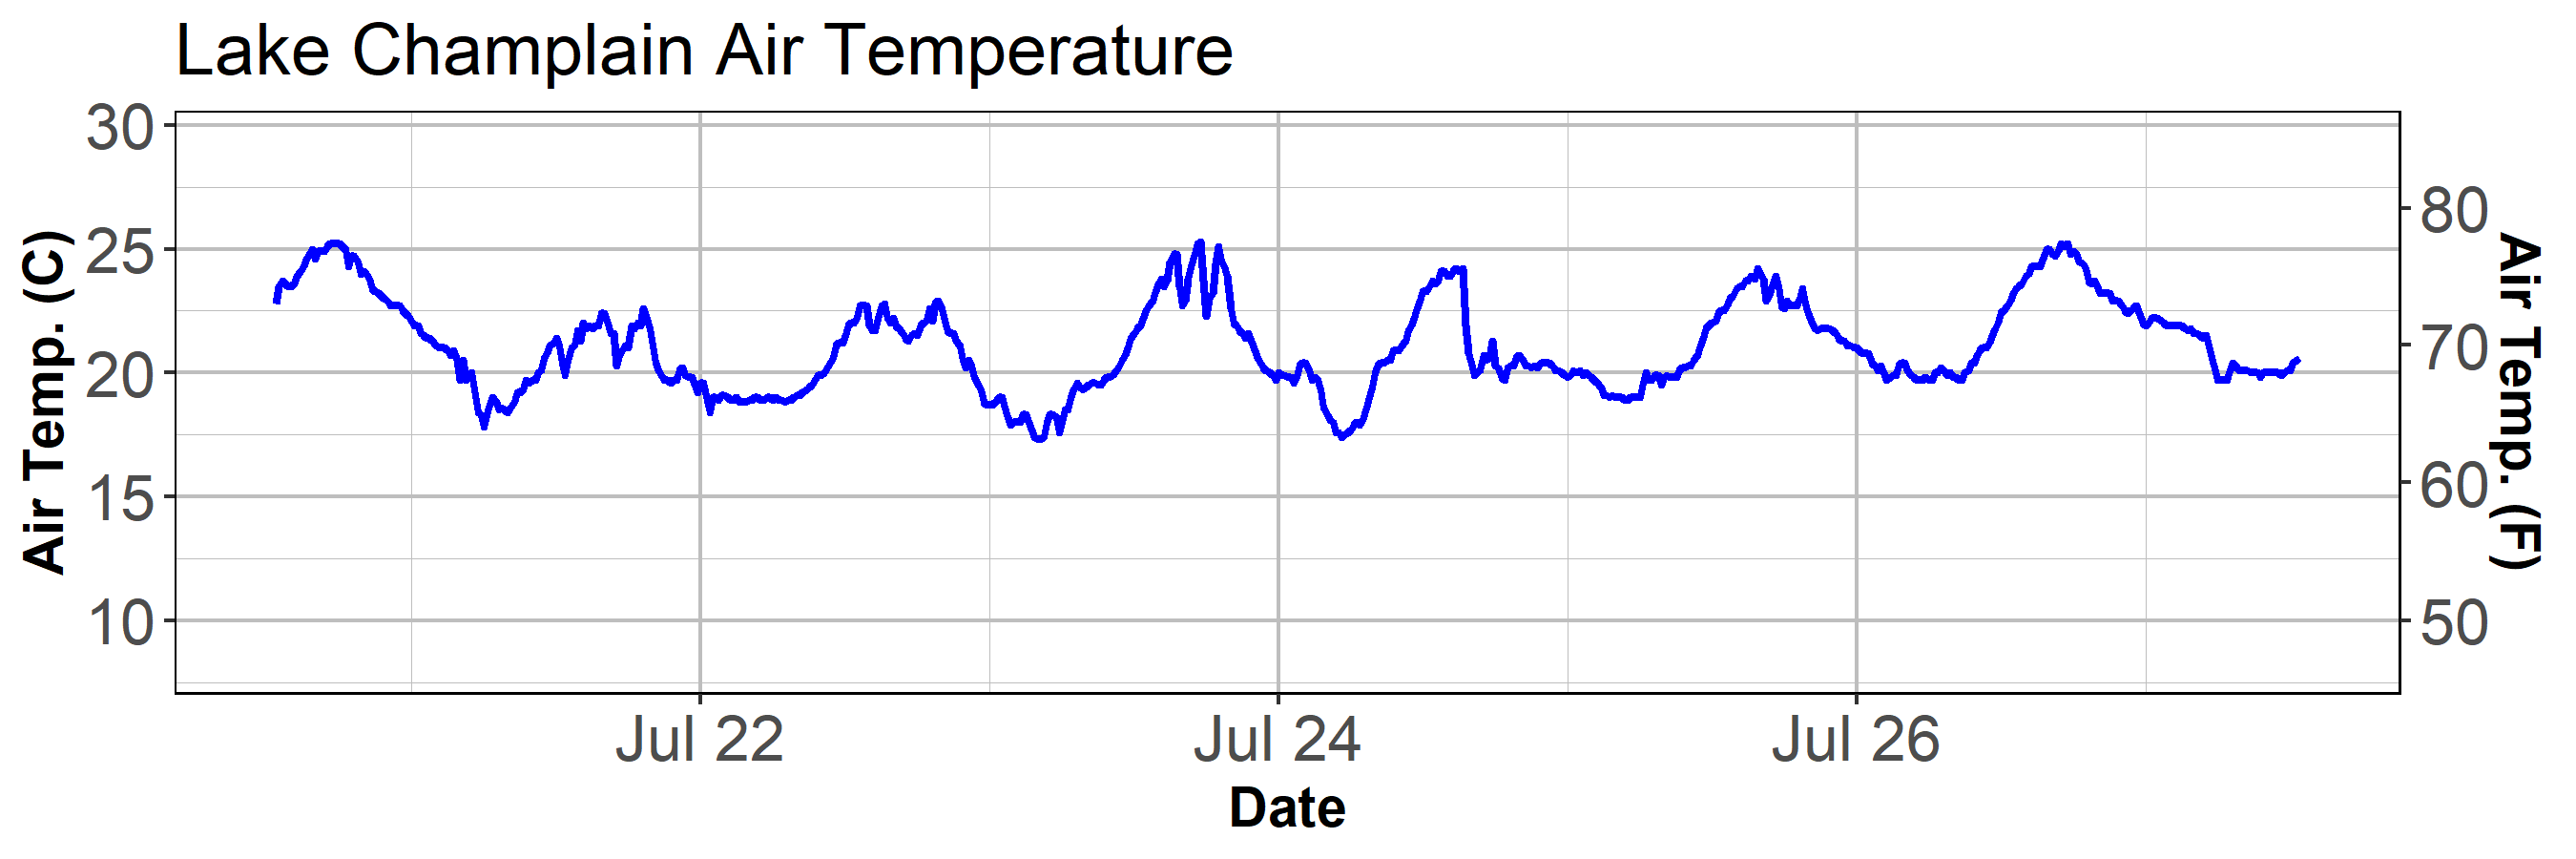 Lake Champlain Air Temperature
Air Temp. (C)
30
25
20
15
10
80
70
60
50
Air Temp. (F)
Jul 22
Jul 24
Jul 26
Date